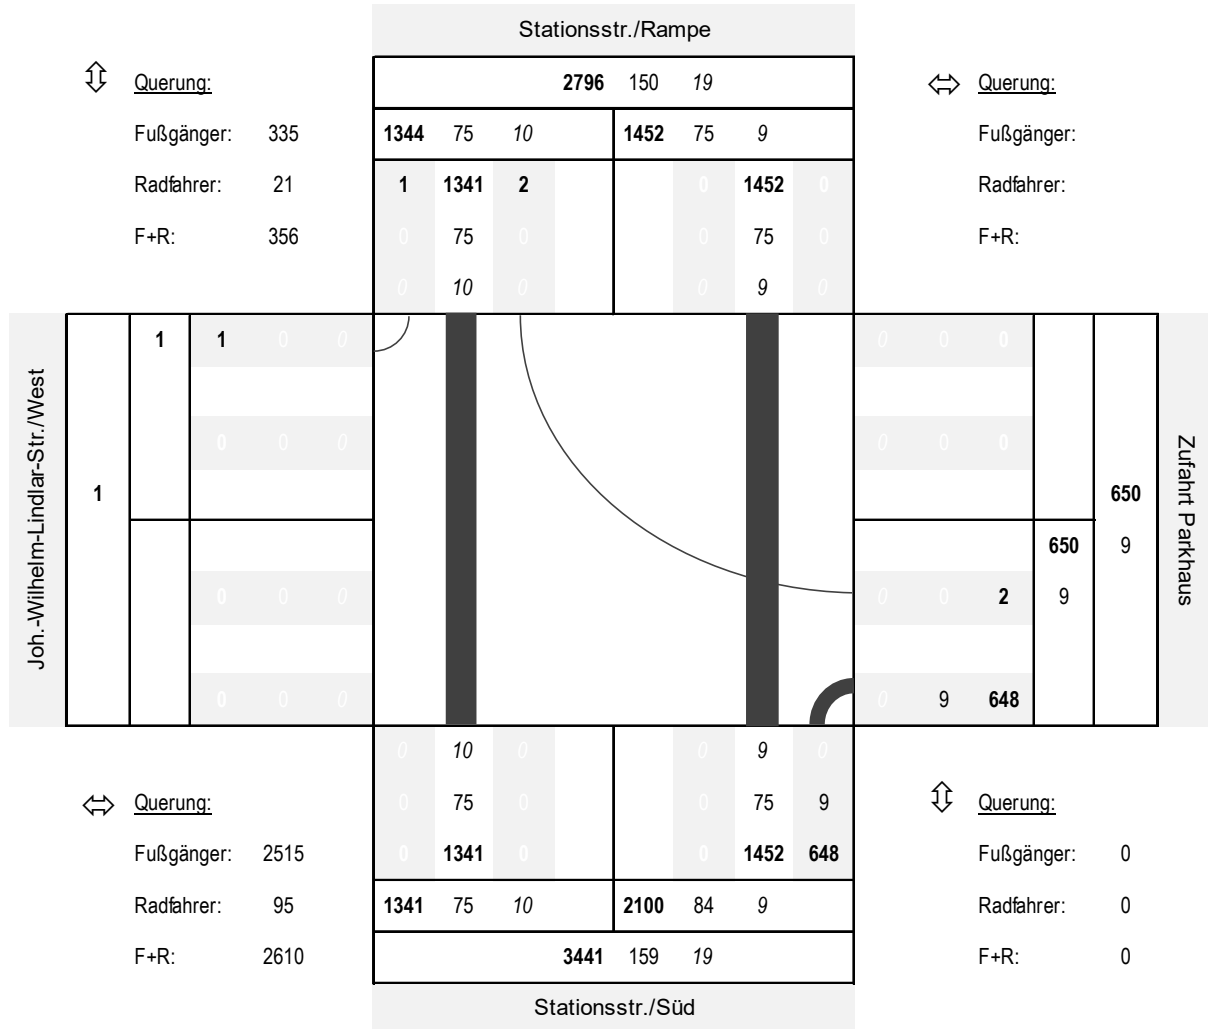 Stationsstr./Rampe
Querung: 2796 150 19 Querung:
Fußgänger: 335 1344 75 10 1452 75 9 Fußgänger:
Radfahrer: 21 1 1341 2 0 1452 0 Radfahrer:
F+R: 356 0 75 0 0 75 0 F+R:
0 10 0 0 9 0
1 1 0 0 0 0 0
0 0 0 0 0 0
1 650
650 9
0 0 0 0 0 2 9
0 0 0 0 9 648
Joh.-Wilhelm-Lindlar-Str./West
Zufahrt Parkhaus
0 10 0 0 9 0
Querung: 0 75 0 0 75 9 Querung:
Fußgänger: 2515 0 1341 0 0 1452 648 Fußgänger: 0
Radfahrer: 95 1341 75 10 2100 84 9 Radfahrer: 0
F+R: 2610 3441 159 19 F+R: 0
Stationsstr./Süd